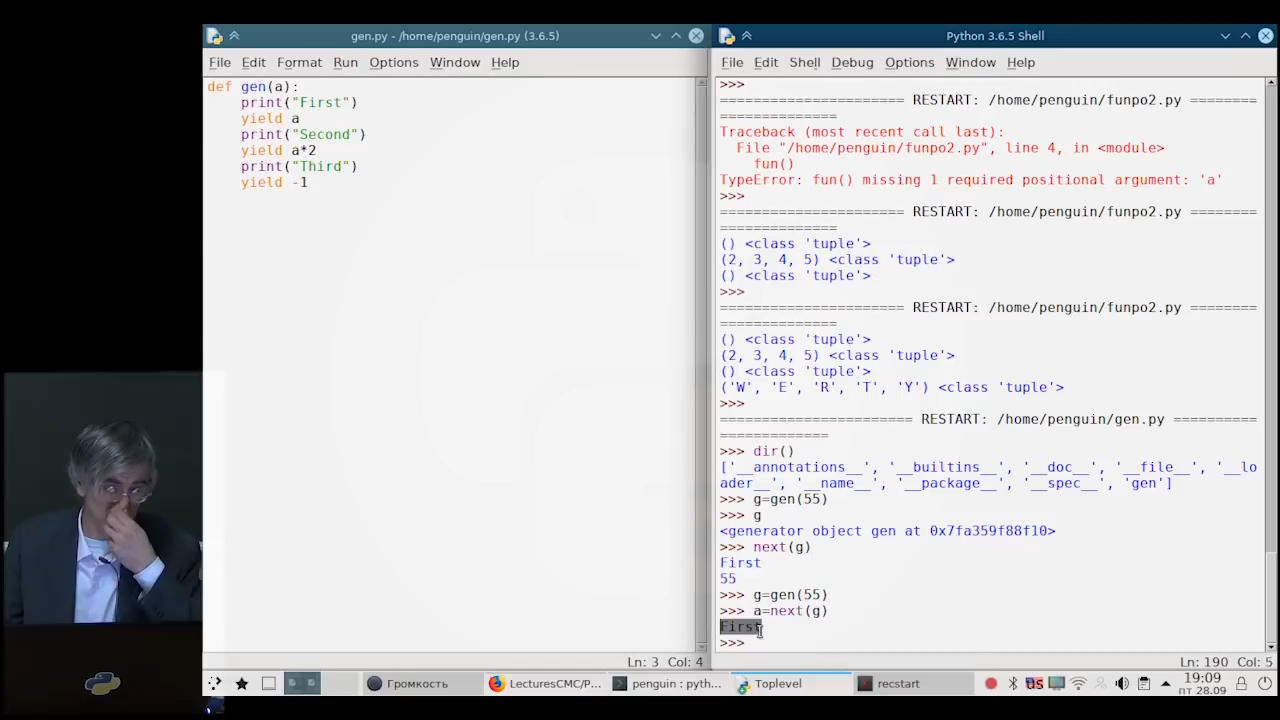 gen.py - /home/penguin/gen.py (3.6.5)
File Edit Format Run Options Window Help
def gen(a):
    print("First")
    yield a
    print("Second")
    yield a*2
    print("Third")
    yield -1
Ln: 3 Col: 4
Python 3.6.5 Shell
File Edit Shell Debug Options Window Help
>>>
===================== RESTART: /home/penguin/funpo2.py ========
==============
Traceback (most recent call last):
  File "/home/penguin/funpo2.py", line 4, in <module>
    fun()
TypeError: fun() missing 1 required positional argument: 'a'
>>>
===================== RESTART: /home/penguin/funpo2.py ========
==============
() <class 'tuple'>
(2, 3, 4, 5) <class 'tuple'>
() <class 'tuple'>
>>>
===================== RESTART: /home/penguin/funpo2.py ========
==============
() <class 'tuple'>
(2, 3, 4, 5) <class 'tuple'>
() <class 'tuple'>
('W', 'E', 'R', 'T', 'Y') <class 'tuple'>
>>>
====================== RESTART: /home/penguin/gen.py ==========
=============
>>> dir()
['__annotations__', '__builtins__', '__doc__', '__file__', '__lo
ader__', '__name__', '__package__', '__spec__', 'gen']
>>> g=gen(55)
>>> g
<generator object gen at 0x7fa359f88f10>
>>> next(g)
First
55
>>> g=gen(55)
>>> a=next(g)
First
>>>
Ln: 190 Col: 5
Громкость LecturesCMC/P... penguin : pyth... Toplevel recstart US 19:09
пт 28.09